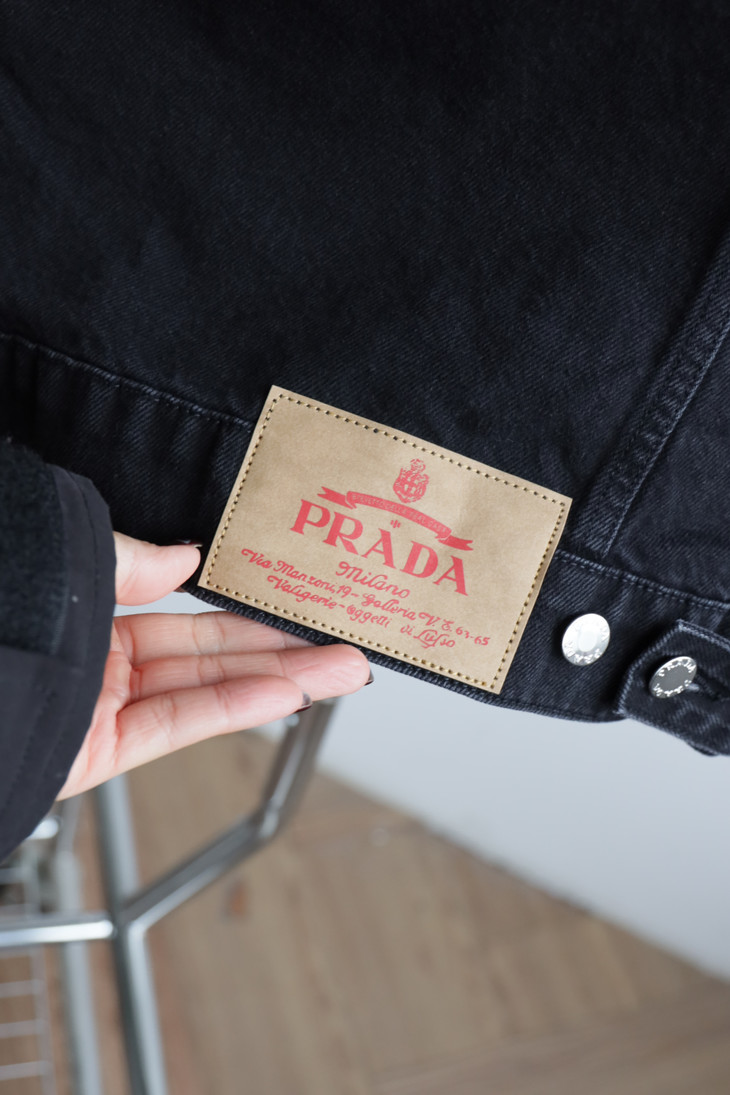 PRADA
Milano
Via Manzoni, 19 - Galleria V. E. 63-65
Valigerie - Oggetti di Lusso